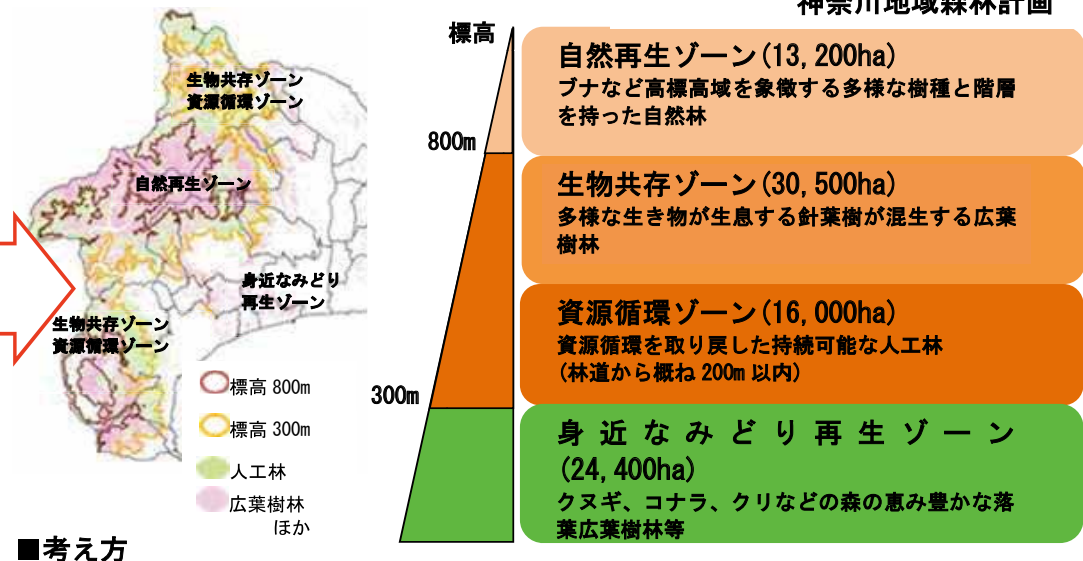 神奈川地域森林計画
生物共存ゾーン
資源循環ゾーン
自然再生ゾーン
身近なみどり
再生ゾーン
生物共存ゾーン
資源循環ゾーン
標高 800m
標高 300m
人工林
広葉樹林
ほか
標高
800m
300m
自然再生ゾーン(13,200ha)
ブナなど高標高域を象徴する多様な樹種と階層
を持った自然林
生物共存ゾーン(30,500ha)
多様な生き物が生息する針葉樹が混生する広葉
樹林
資源循環ゾーン(16,000ha)
資源循環を取り戻した持続可能な人工林
(林道から概ね 200m 以内)
身近なみどり再生ゾーン
(24,400ha)
クヌギ、コナラ、クリなどの森の恵み豊かな落
葉広葉樹林等
■考え方